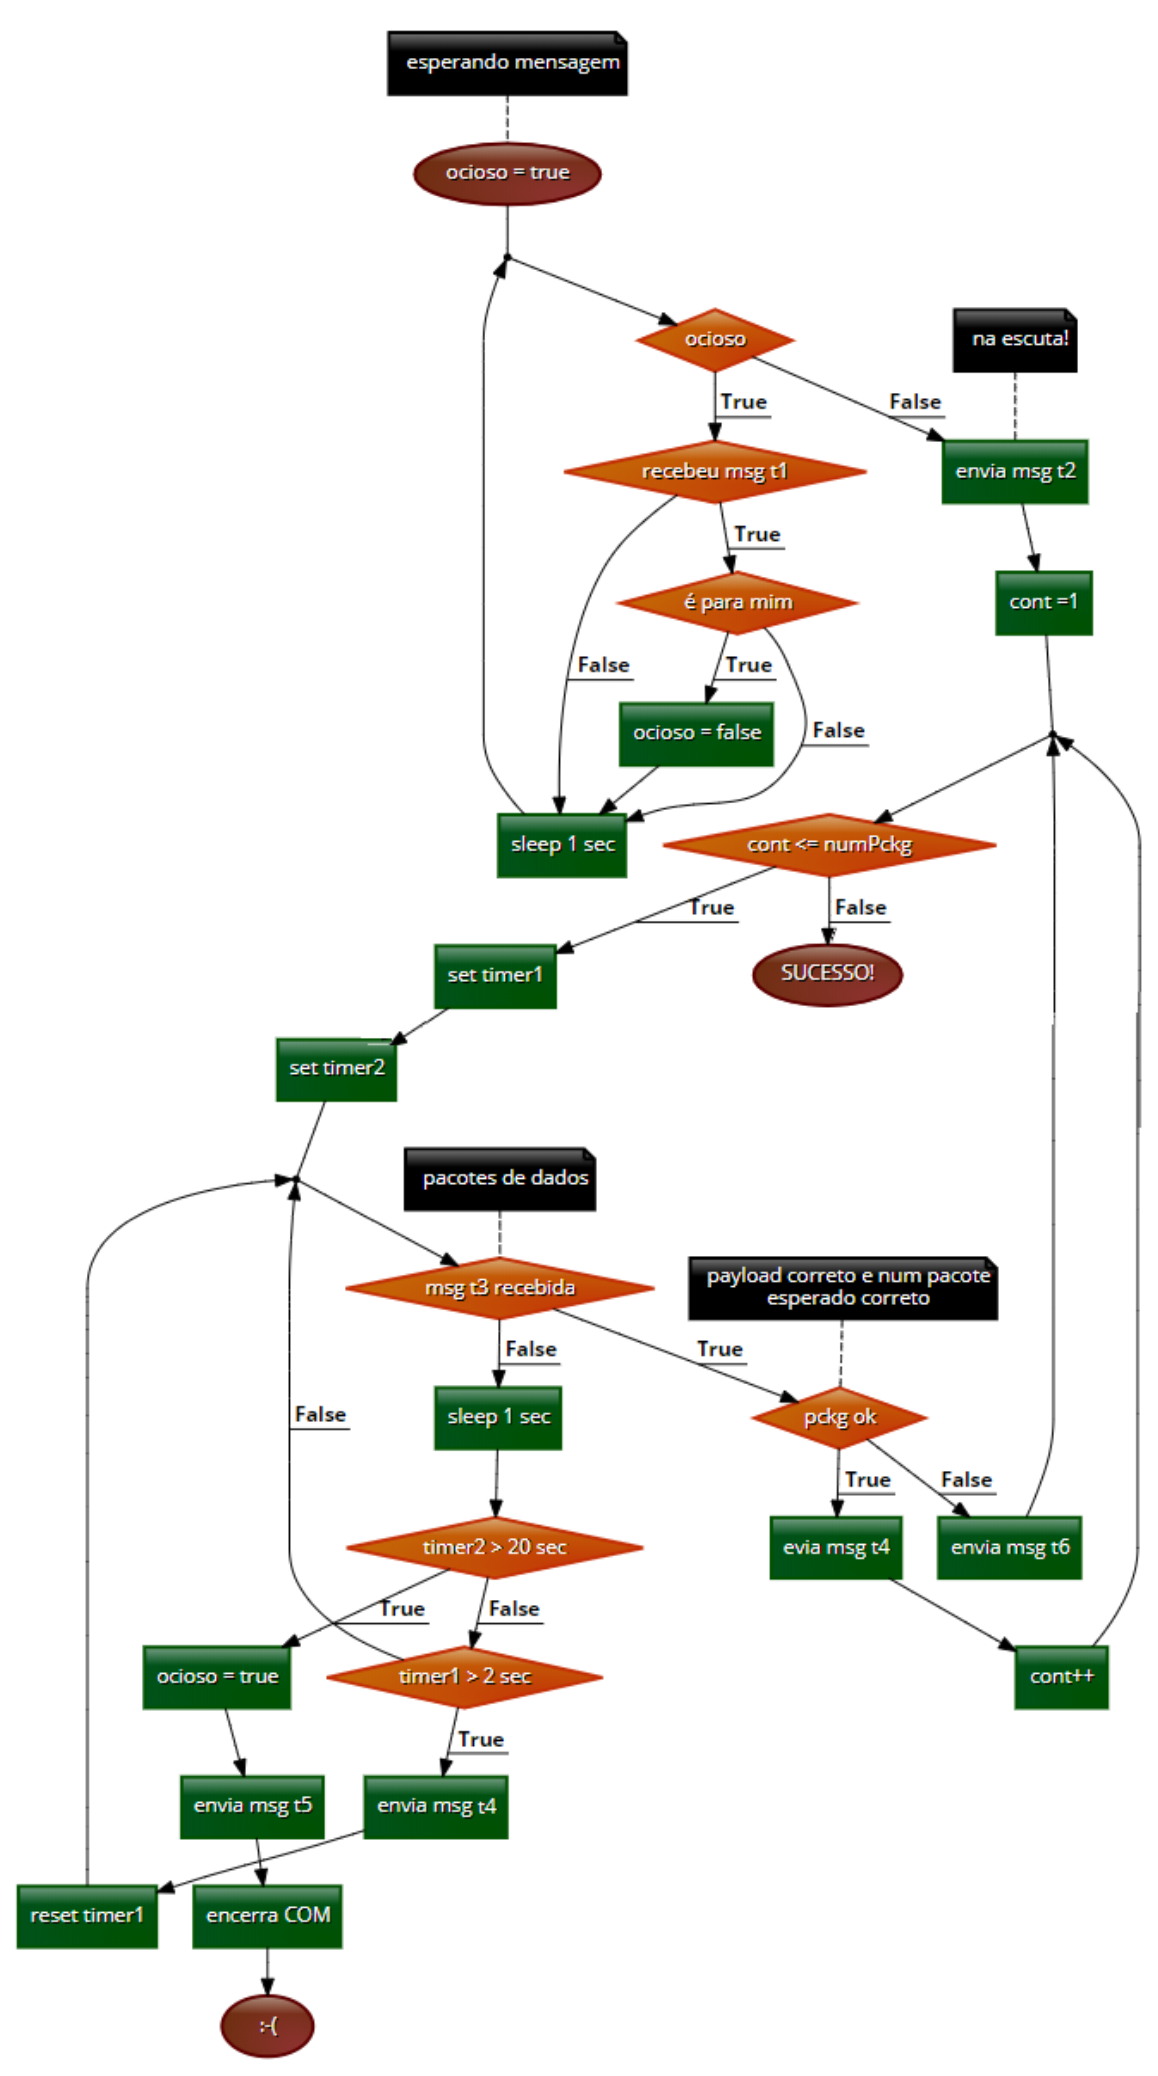 esperando mensagem
ocioso = true
ocioso
na escuta!
True
False
recebeu msg t1
envia msg t2
True
é para mim
cont =1
False
True
ocioso = false
False
sleep 1 sec
cont <= numPckg
True
False
set timer1
SUCESSO!
set timer2
pacotes de dados
msg t3 recebida
payload correto e num pacote
esperado correto
False
True
False
sleep 1 sec
pckg ok
True
False
timer2 > 20 sec
evia msg t4
envia msg t6
True
False
ocioso = true
timer1 > 2 sec
cont++
True
envia msg t5
envia msg t4
reset timer1
encerra COM
:-(